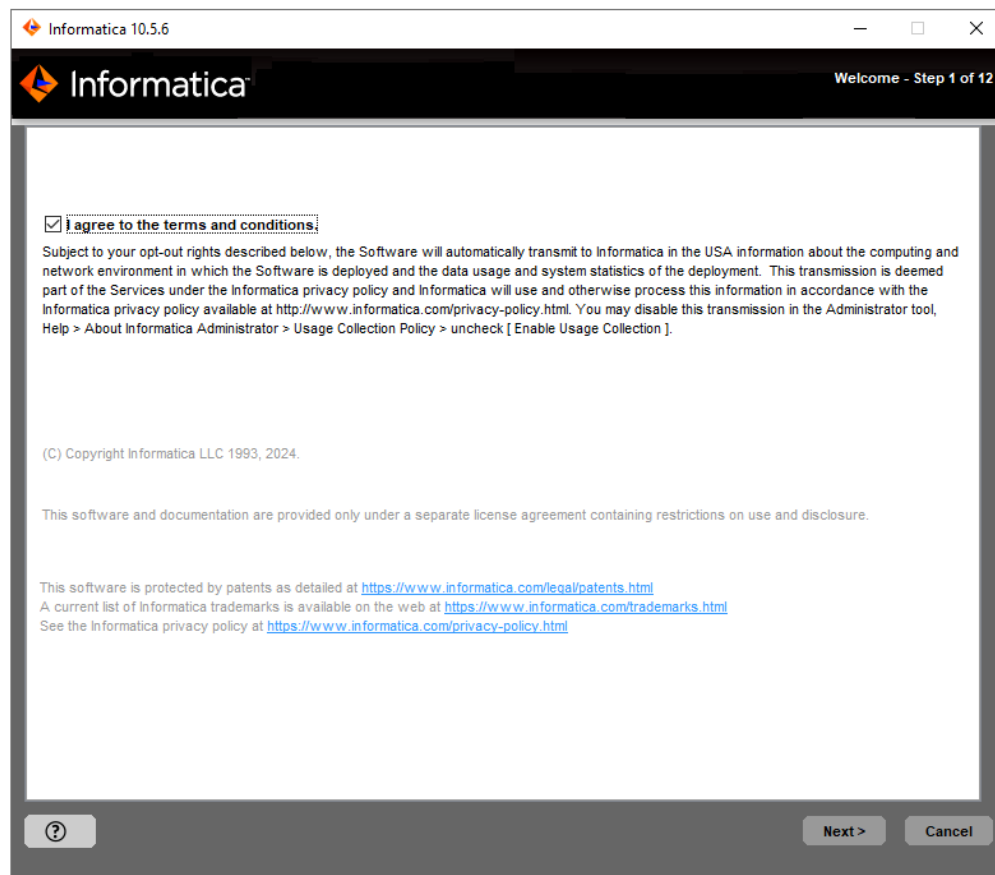 Informatica 10.5.6
Informatica
Welcome - Step 1 of 12
I agree to the terms and conditions.
Subject to your opt-out rights described below, the Software will automatically transmit to Informatica in the USA information about the computing and
network environment in which the Software is deployed and the data usage and system statistics of the deployment.  This transmission is deemed
part of the Services under the Informatica privacy policy and Informatica will use and otherwise process this information in accordance with the
Informatica privacy policy available at http://www.informatica.com/privacy-policy.html. You may disable this transmission in the Administrator tool,
Help > About Informatica Administrator > Usage Collection Policy > uncheck [ Enable Usage Collection ].
(C) Copyright Informatica LLC 1993, 2024.
This software and documentation are provided only under a separate license agreement containing restrictions on use and disclosure.
This software is protected by patents as detailed at https://www.informatica.com/legal/patents.html
A current list of Informatica trademarks is available on the web at https://www.informatica.com/trademarks.html
See the Informatica privacy policy at https://www.informatica.com/privacy-policy.html
Next >
Cancel